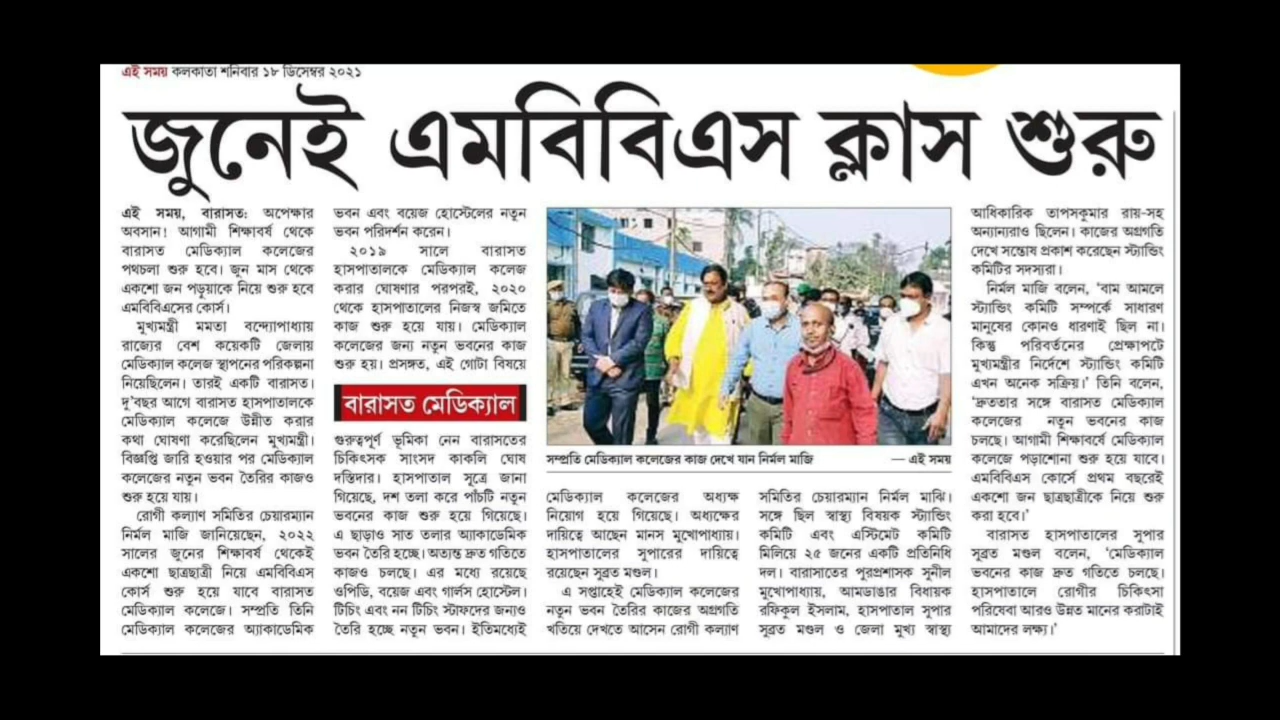 এই সময় কলকাতা শনিবার ১৮ ডিসেম্বর ২০২১
জুনেই এমবিবিএস ক্লাস শুরু
এই সময়, বারাসত: অপেক্ষার
অবসান! আগামী শিক্ষাবর্ষ থেকে
বারাসত মেডিক্যাল কলেজের
পথচলা শুরু হবে। জুন মাস থেকে
একশো জন পড়ুয়াকে নিয়ে শুরু হবে
এমবিবিএসের কোর্স।
মুখ্যমন্ত্রী মমতা বন্দ্যোপাধ্যায়
রাজ্যের বেশ কয়েকটি জেলায়
মেডিক্যাল কলেজ স্থাপনের পরিকল্পনা
নিয়েছিলেন। তারই একটি বারাসত।
দু'বছর আগে বারাসত হাসপাতালকে
মেডিক্যাল কলেজে উন্নীত করার
কথা ঘোষণা করেছিলেন মুখ্যমন্ত্রী।
বিজ্ঞপ্তি জারি হওয়ার পর মেডিক্যাল
কলেজের নতুন ভবন তৈরির কাজও
শুরু হয়ে যায়।
রোগী কল্যাণ সমিতির চেয়ারম্যান
নির্মল মাজি জানিয়েছেন, ২০২২
সালের জুনের শিক্ষাবর্ষ থেকেই
একশো ছাত্রছাত্রী নিয়ে এমবিবিএস
কোর্স শুরু হয়ে যাবে বারাসত
মেডিক্যাল কলেজে। সম্প্রতি তিনি
মেডিক্যাল কলেজের অ্যাকাডেমিক
ভবন এবং বয়েজ হোস্টেলের নতুন
ভবন পরিদর্শন করেন।
২০১৯ সালে বারাসত
হাসপাতালকে মেডিক্যাল কলেজ
করার ঘোষণার পরপরই, ২০২০
থেকে হাসপাতালের নিজস্ব জমিতে
কাজ শুরু হয়ে যায়। মেডিক্যাল
কলেজের জন্য নতুন ভবনের কাজ
শুরু হয়। প্রসঙ্গত, এই গোটা বিষয়ে
বারাসত মেডিক্যাল
গুরুত্বপূর্ণ ভূমিকা নেন বারাসতের
চিকিৎসক সাংসদ কাকলি ঘোষ
দস্তিদার। হাসপাতাল সূত্রে জানা
গিয়েছে, দশ তলা করে পাঁচটি নতুন
ভবনের কাজ শুরু হয়ে গিয়েছে।
এ ছাড়াও সাত তলার অ্যাকাডেমিক
ভবন তৈরি হচ্ছে। অত্যন্ত দ্রুত গতিতে
কাজও চলছে। এর মধ্যে রয়েছে
ওপিডি, বয়েজ এবং গার্লস হোস্টেল।
টিচিং এবং নন টিচিং স্টাফদের জন্যও
তৈরি হচ্ছে নতুন ভবন। ইতিমধ্যেই
সম্প্রতি মেডিক্যাল কলেজের কাজ দেখে যান নির্মল মাজি — এই সময়
মেডিক্যাল কলেজের অধ্যক্ষ
নিয়োগ হয়ে গিয়েছে। অধ্যক্ষের
দায়িত্বে আছেন মানস মুখোপাধ্যায়।
হাসপাতালের সুপারের দায়িত্বে
রয়েছেন সুব্রত মণ্ডল।
এ সপ্তাহেই মেডিক্যাল কলেজের
নতুন ভবন তৈরির কাজের অগ্রগতি
খতিয়ে দেখতে আসেন রোগী কল্যাণ
সমিতির চেয়ারম্যান নির্মল মাঝি।
সঙ্গে ছিল স্বাস্থ্য বিষয়ক স্ট্যান্ডিং
কমিটি এবং এস্টিমেট কমিটি
মিলিয়ে ২৫ জনের একটি প্রতিনিধি
দল। বারাসাতের পুরপ্রশাসক সুনীল
মুখোপাধ্যায়, আমডাঙার বিধায়ক
রফিকুল ইসলাম, হাসপাতাল সুপার
সুব্রত মণ্ডল ও জেলা মুখ্য স্বাস্থ্য
আধিকারিক তাপসকুমার রায়-সহ
অন্যান্যরাও ছিলেন। কাজের অগ্রগতি
দেখে সন্তোষ প্রকাশ করেছেন স্ট্যান্ডিং
কমিটির সদস্যরা।
নির্মল মাজি বলেন, 'বাম আমলে
স্ট্যান্ডিং কমিটি সম্পর্কে সাধারণ
মানুষের কোনও ধারণাই ছিল না।
কিন্তু পরিবর্তনের প্রেক্ষাপটে
মুখ্যমন্ত্রীর নির্দেশে স্ট্যান্ডিং কমিটি
এখন অনেক সক্রিয়।' তিনি বলেন,
'দ্রুততার সঙ্গে বারাসত মেডিক্যাল
কলেজের নতুন ভবনের কাজ
চলছে। আগামী শিক্ষাবর্ষে মেডিক্যাল
কলেজে পড়াশোনা শুরু হয়ে যাবে।
এমবিবিএস কোর্সে প্রথম বছরেই
একশো জন ছাত্রছাত্রীকে নিয়ে শুরু
করা হবে।'
বারাসত হাসপাতালের সুপার
সুব্রত মণ্ডল বলেন, 'মেডিক্যাল
ভবনের কাজ দ্রুত গতিতে চলছে।
হাসপাতালে রোগীর চিকিৎসা
পরিষেবা আরও উন্নত মানের করাটাই
আমাদের লক্ষ্য।'